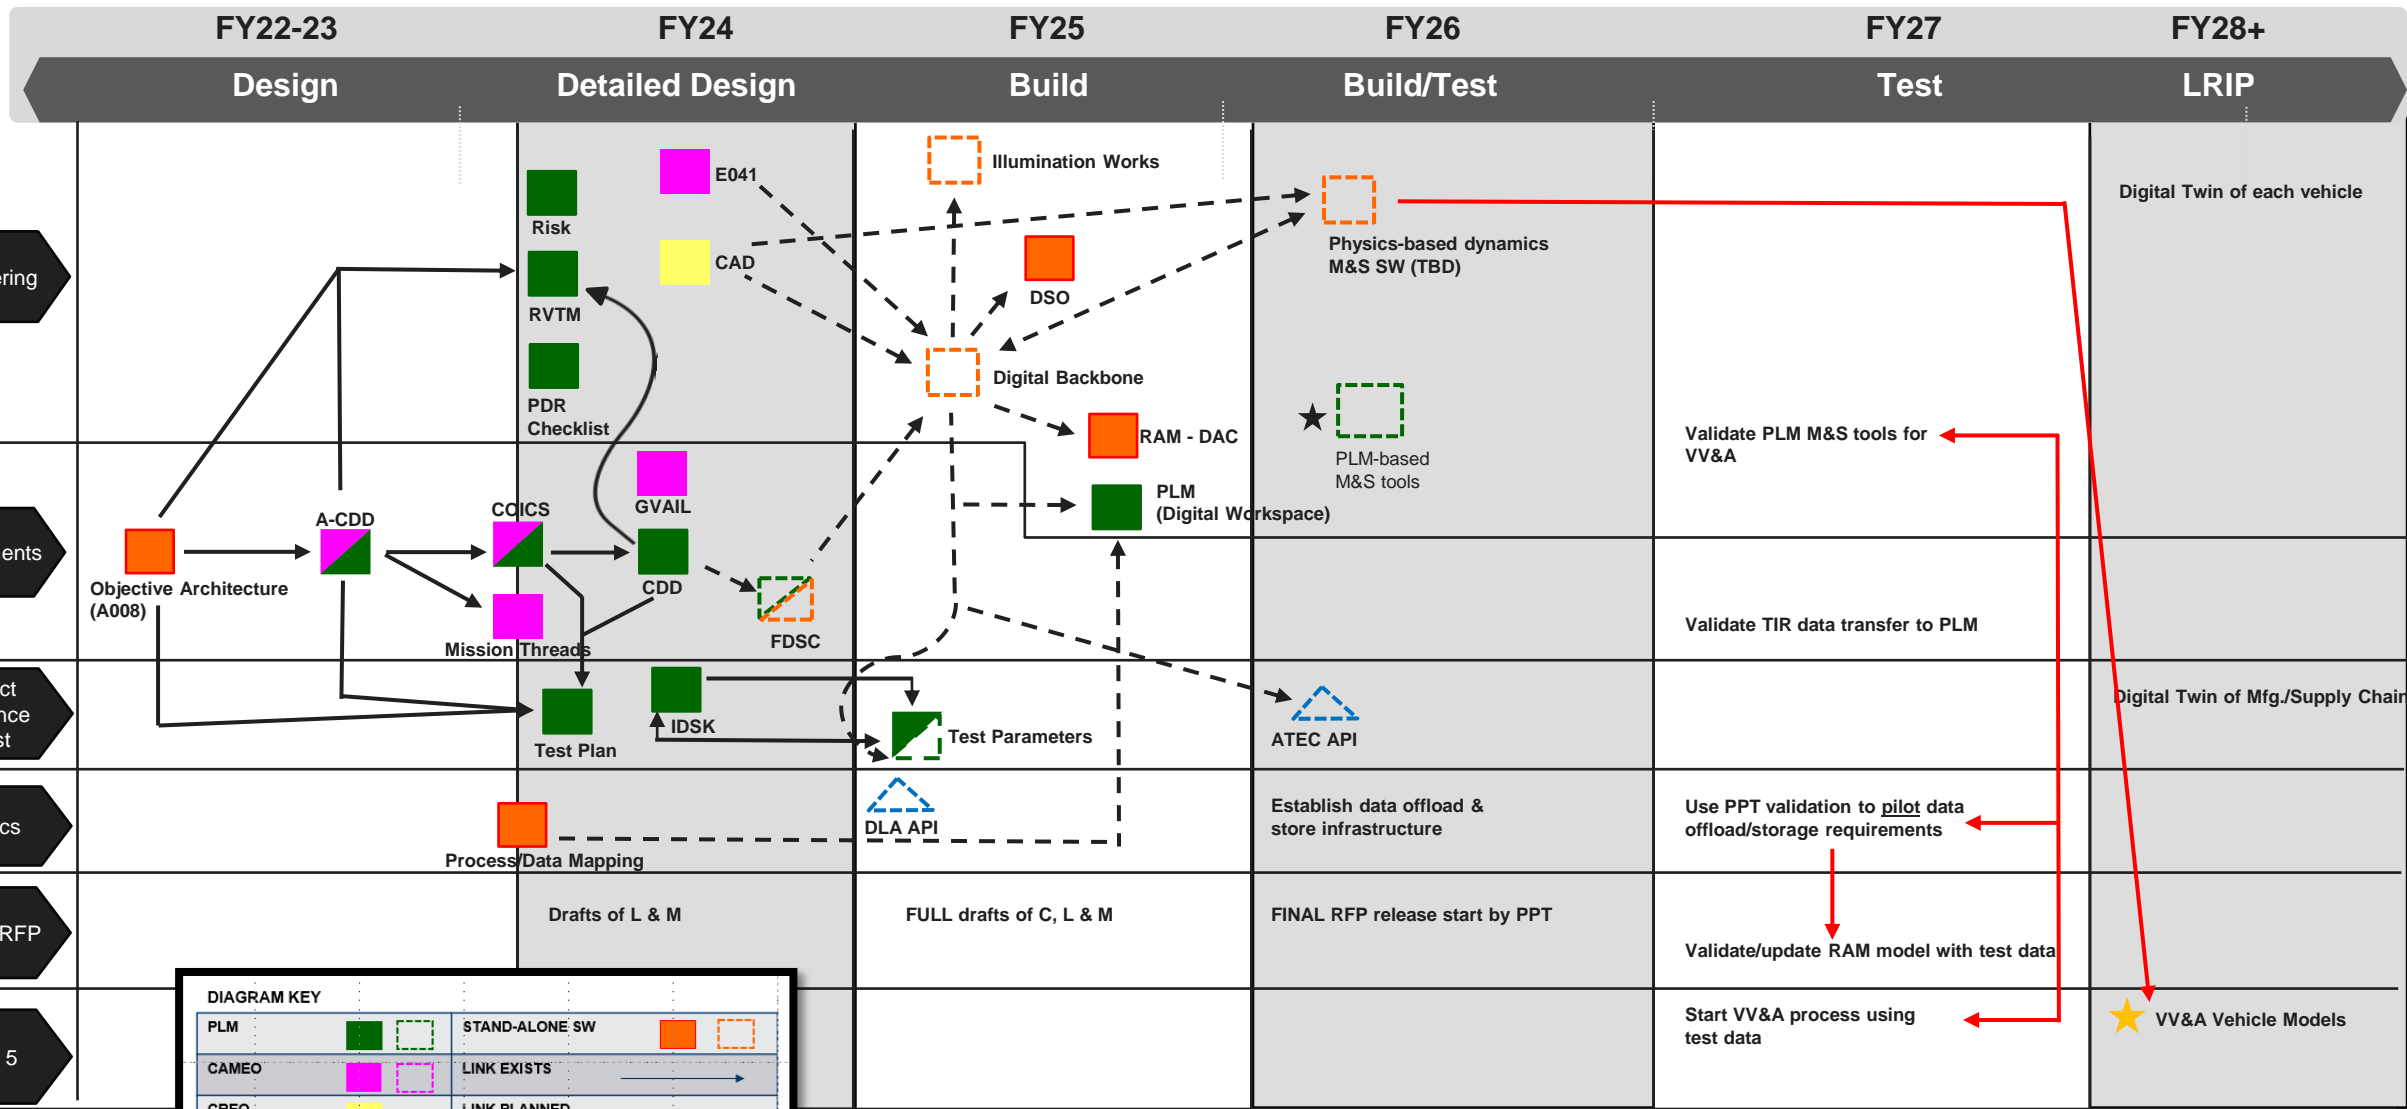 FY22-23
FY24
FY25
FY26
FY27
FY28+
Design
Detailed Design
Build
Build/Test
Test
LRIP
ering
Risk
RVTM
PDR
Checklist
E041
CAD
Illumination Works
DSO
Digital Backbone
RAM - DAC
Physics-based dynamics
M&S SW (TBD)
PLM-based
M&S tools
Validate PLM M&S tools for
VV&A
Digital Twin of each vehicle
ents
Objective Architecture
(A008)
A-CDD
COICS
Mission Threads
GVAIL
CDD
FDSC
PLM
(Digital Workspace)
Validate TIR data transfer to PLM
ct
nce
st
Test Plan
IDSK
Test Parameters
ATEC API
Digital Twin of Mfg./Supply Chain
cs
Process/Data Mapping
DLA API
Establish data offload &
store infrastructure
Use PPT validation to pilot data
offload/storage requirements
RFP
Drafts of L & M
FULL drafts of C, L & M
FINAL RFP release start by PPT
Validate/update RAM model with test data
5
Start VV&A process using
test data
VV&A Vehicle Models
DIAGRAM KEY
PLM
STAND-ALONE SW
CAMEO
LINK EXISTS
CREO
LINK PLANNED